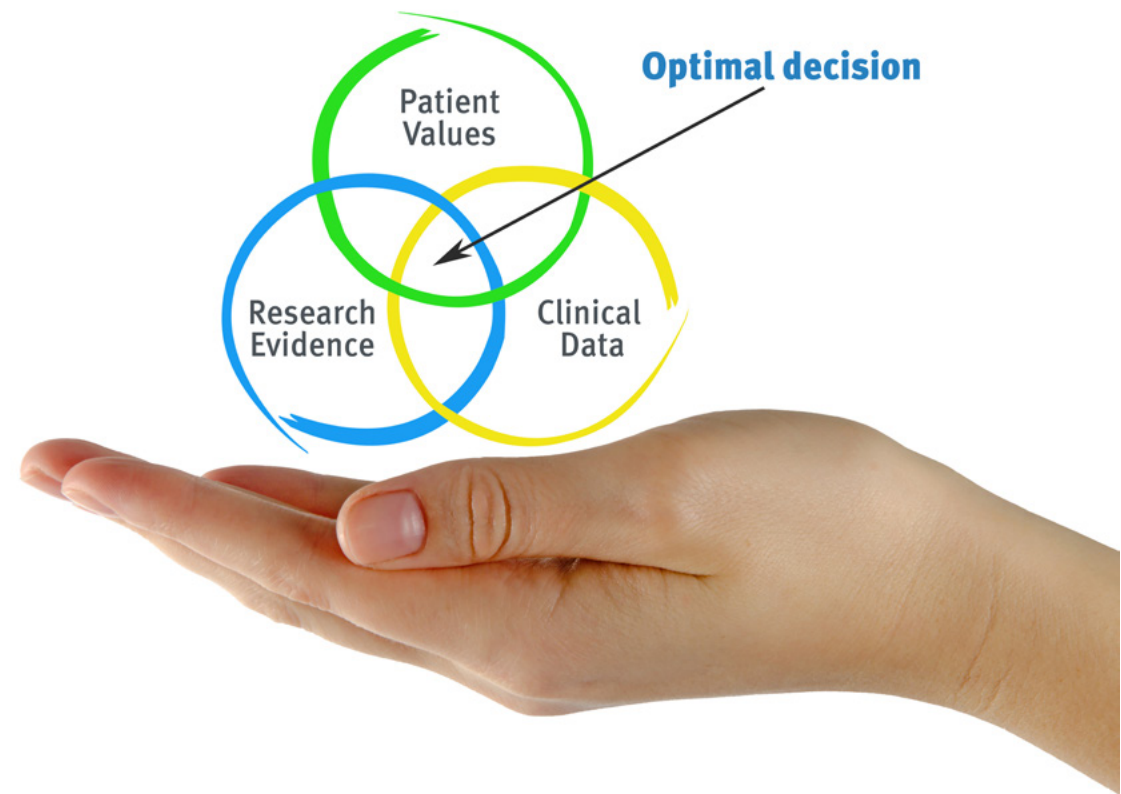 Optimal decision
Patient
Values
Research
Evidence
Clinical
Data